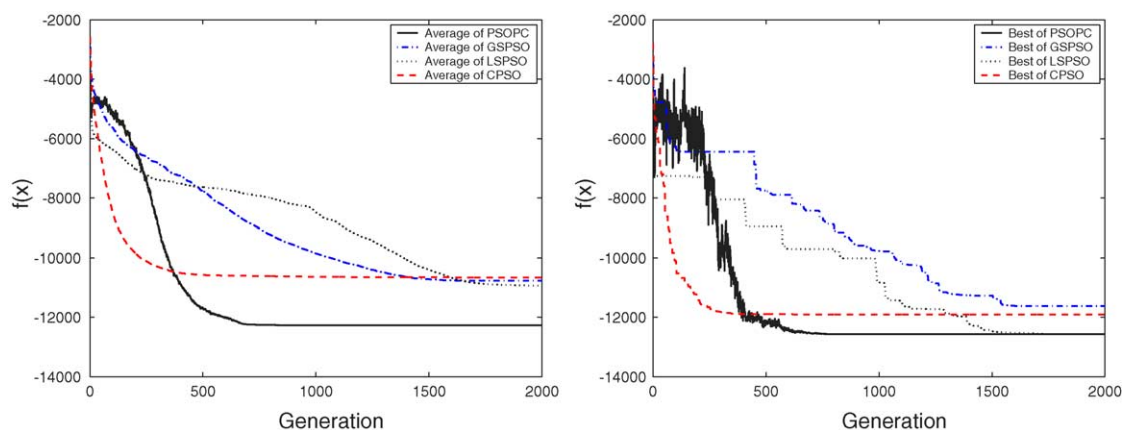 -2000
-4000
-6000
-8000
-10000
-12000
-14000
f(x)
0
500
1000
1500
2000
Generation
Average of PSOPC
Average of GSPSO
Average of LSPSO
Average of CPSO
-2000
-4000
-6000
-8000
-10000
-12000
-14000
f(x)
0
500
1000
1500
2000
Generation
Best of PSOPC
Best of GSPSO
Best of LSPSO
Best of CPSO